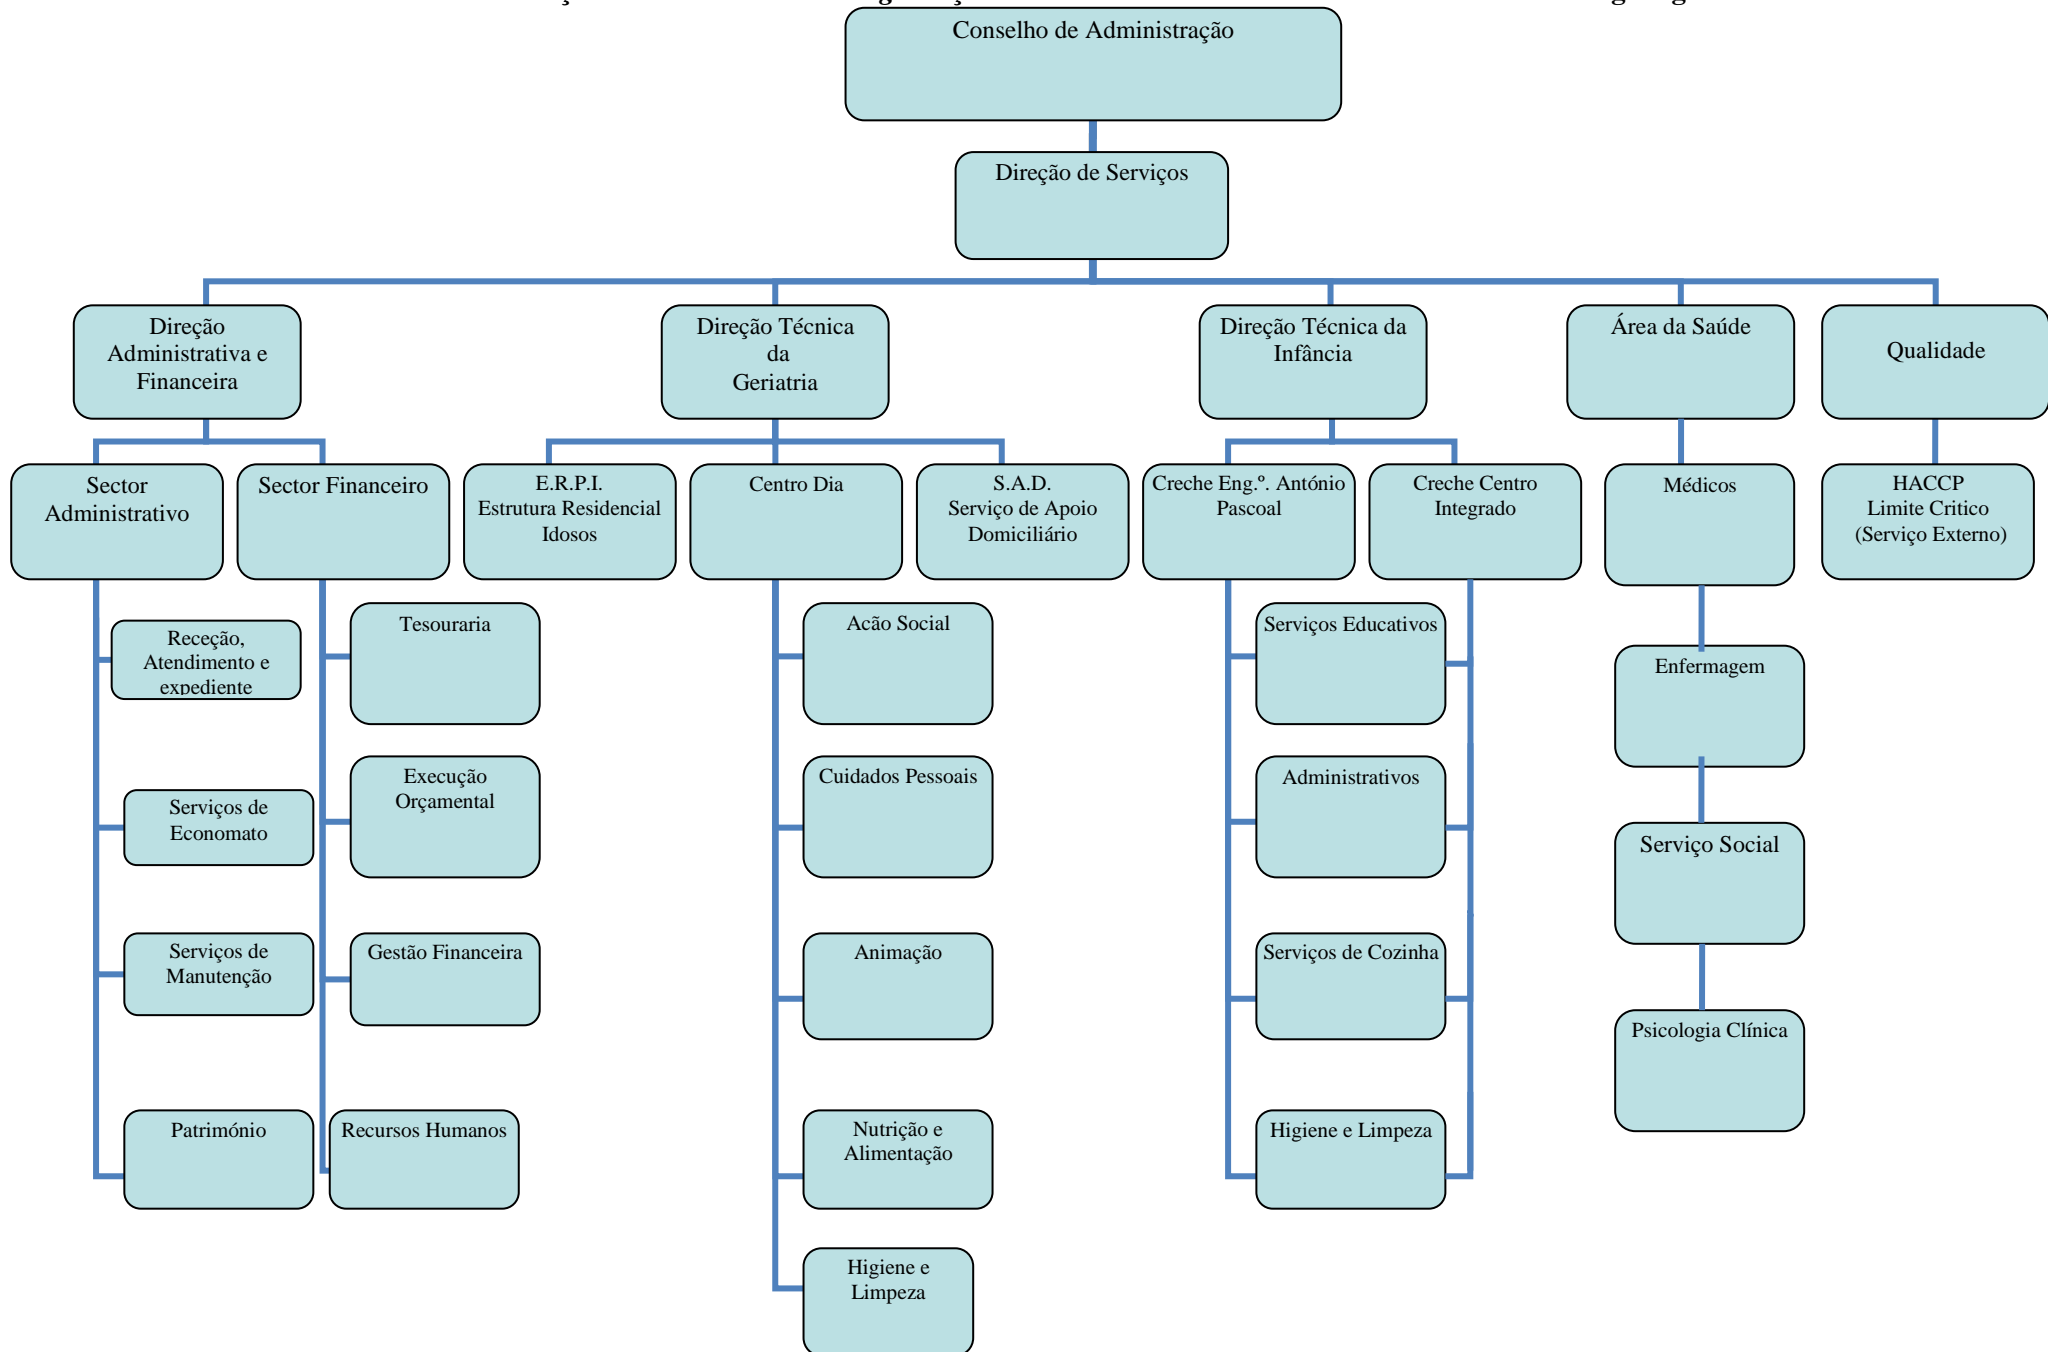 Conselho de Administração
Direção de Serviços
Direção
Administrativa e
Financeira
Direção Técnica
da
Geriatria
Direção Técnica da
Infância
Área da Saúde
Qualidade
Sector
Administrativo
Sector Financeiro
E.R.P.I.
Estrutura Residencial
Idosos
Centro Dia
S.A.D.
Serviço de Apoio
Domiciliário
Creche Eng.º. António
Pascoal
Creche Centro
Integrado
Médicos
HACCP
Limite Critico
(Serviço Externo)
Receção,
Atendimento e
expediente
Tesouraria
Acão Social
Serviços Educativos
Enfermagem
Serviços de
Economato
Execução
Orçamental
Cuidados Pessoais
Administrativos
Serviço Social
Serviços de
Manutenção
Gestão Financeira
Animação
Serviços de Cozinha
Psicologia Clínica
Património
Recursos Humanos
Nutrição e
Alimentação
Higiene e Limpeza
Higiene e
Limpeza